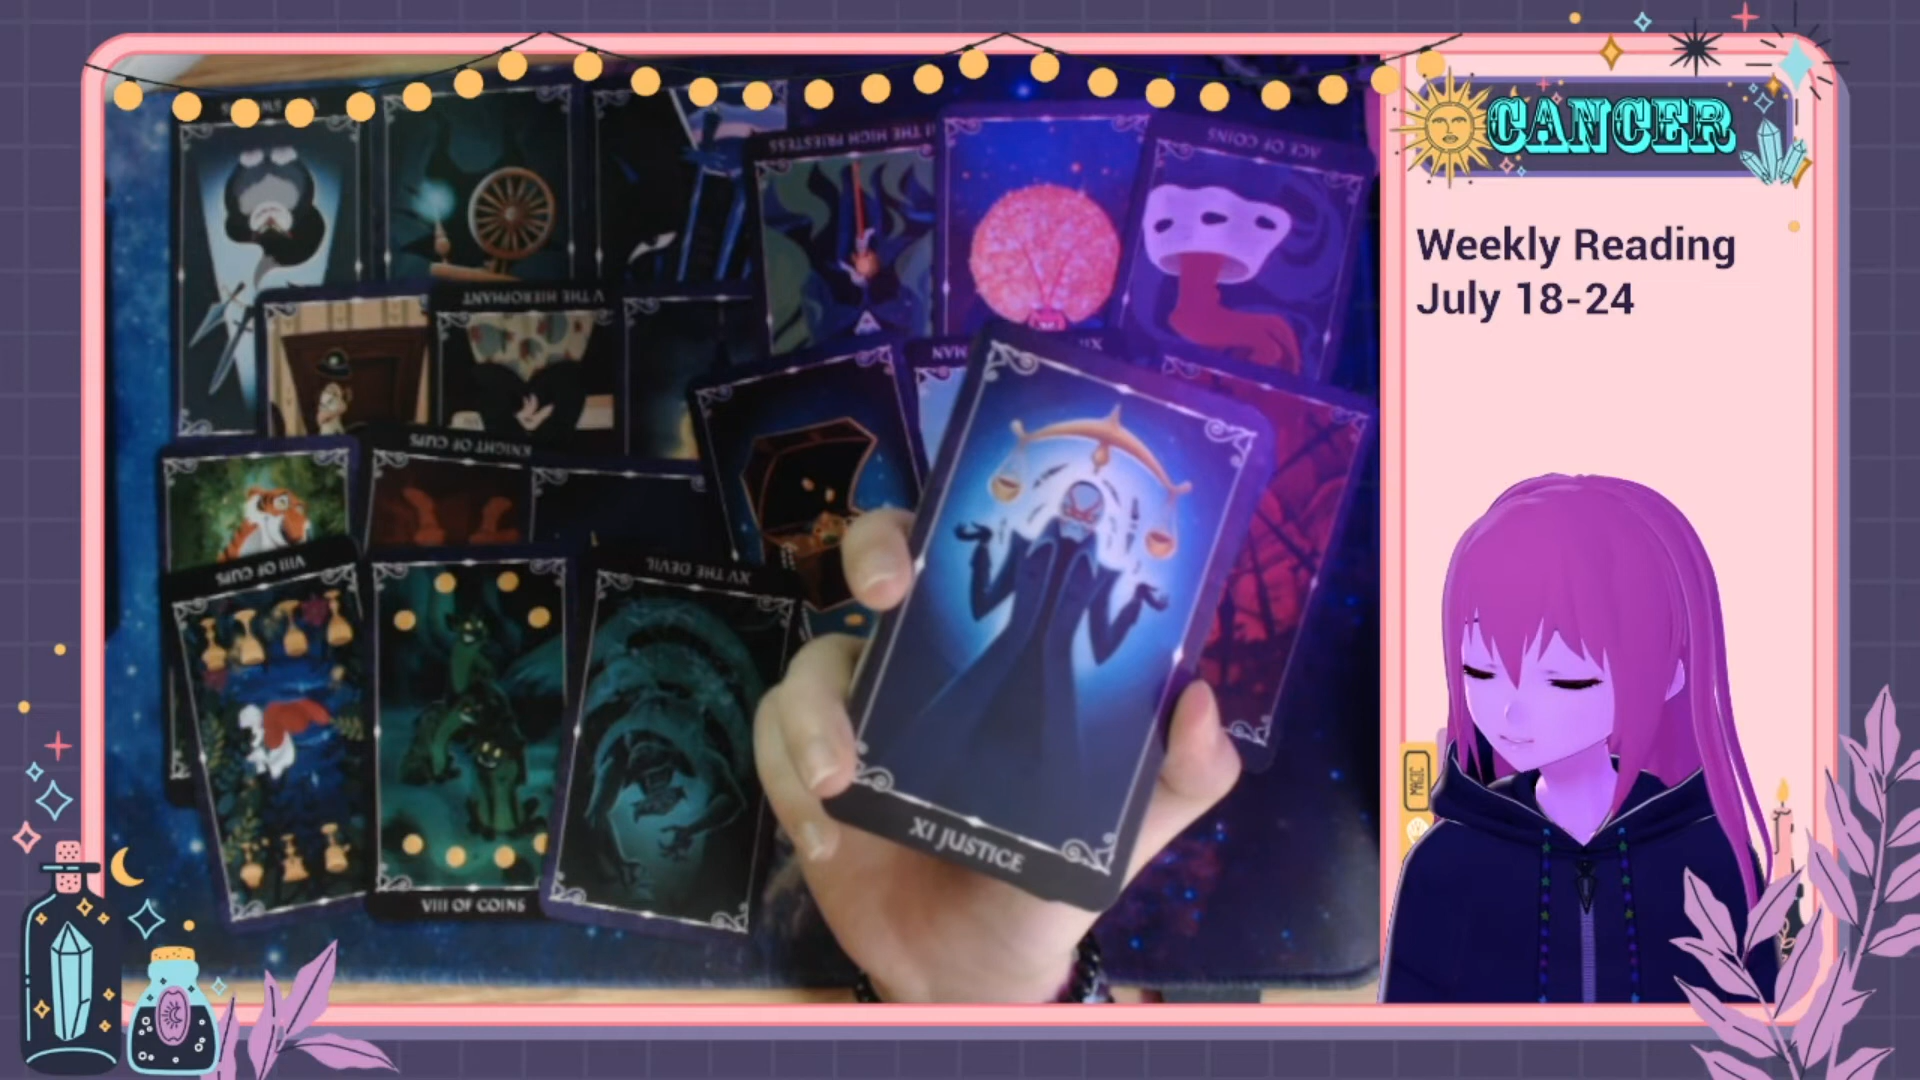 CANCER
Weekly Reading
July 18-24
II THE HIGH PRIESTESS
ACE OF COINS
V THE HIEROPHANT
KNIGHT OF CUPS
VIII OF CUPS
XV THE DEVIL
XI JUSTICE
VIII OF COINS
MAGIC